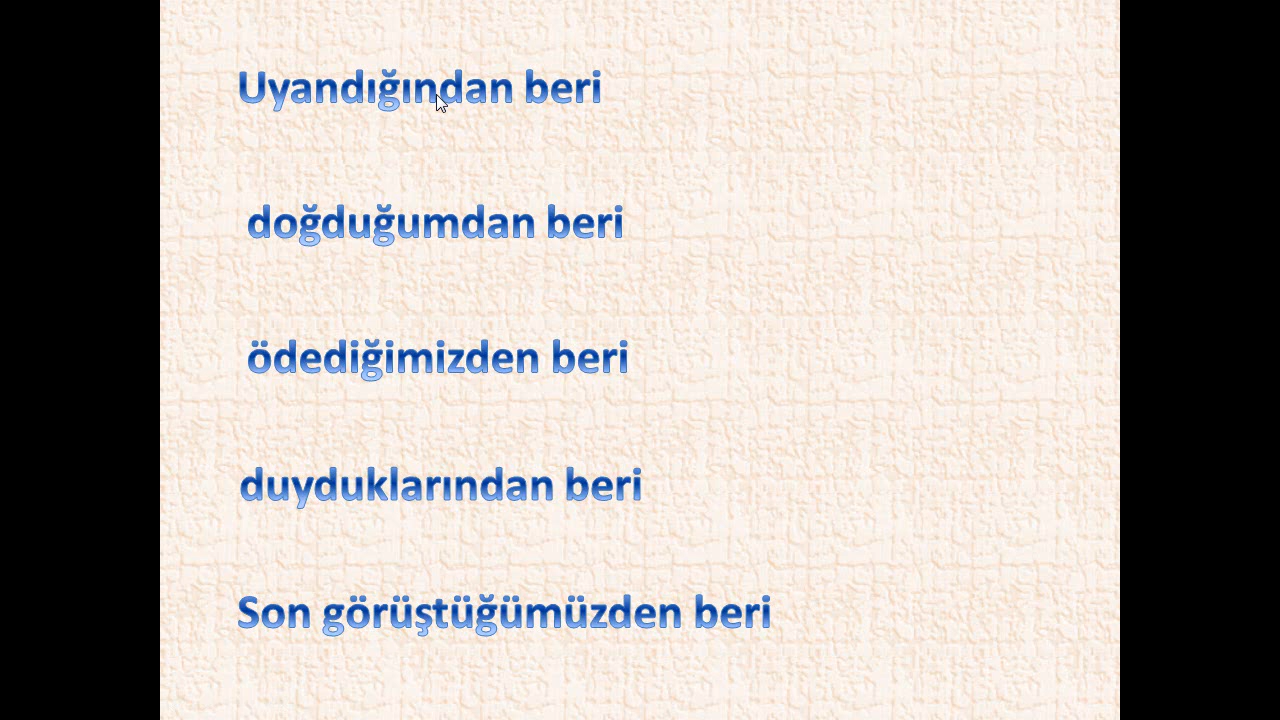 Uyandığından beri
doğduğumdan beri
ödediğimizden beri
duyduklarından beri
Son görüştüğümüzden beri